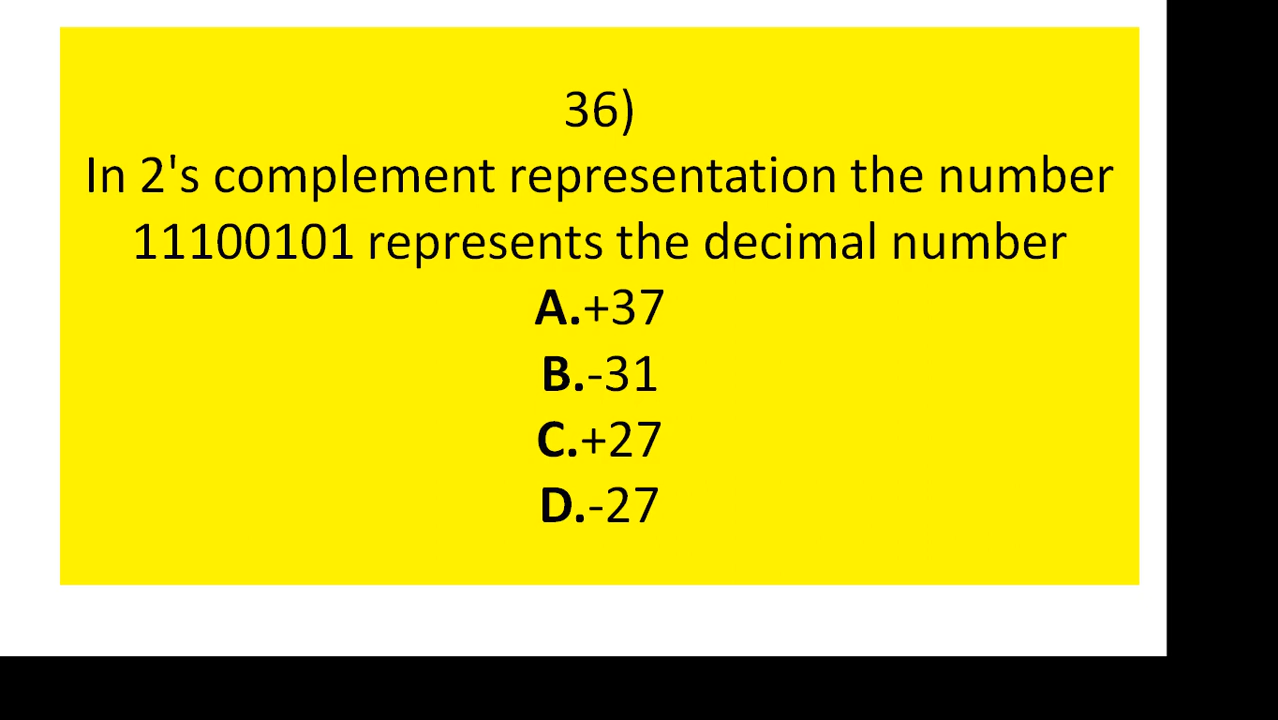 36)
In 2's complement representation the number
11100101 represents the decimal number
A.+37
B.-31
C.+27
D.-27